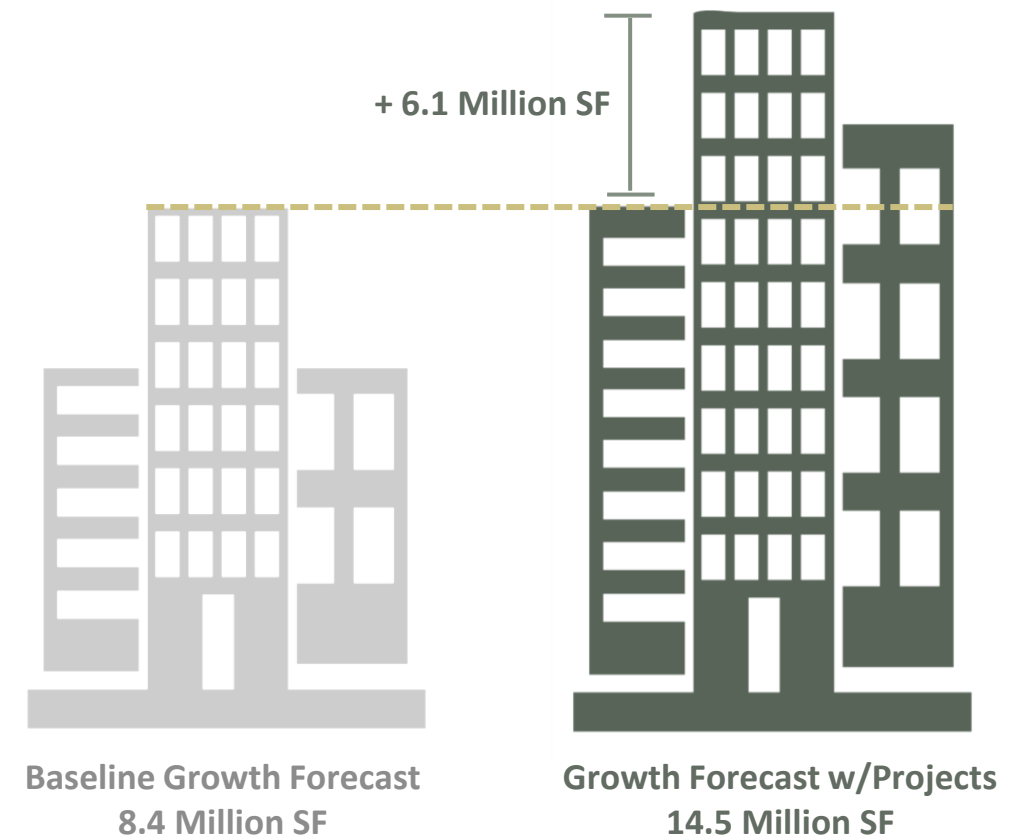 + 6.1 Million SF
Baseline Growth Forecast
8.4 Million SF
Growth Forecast w/Projects
14.5 Million SF